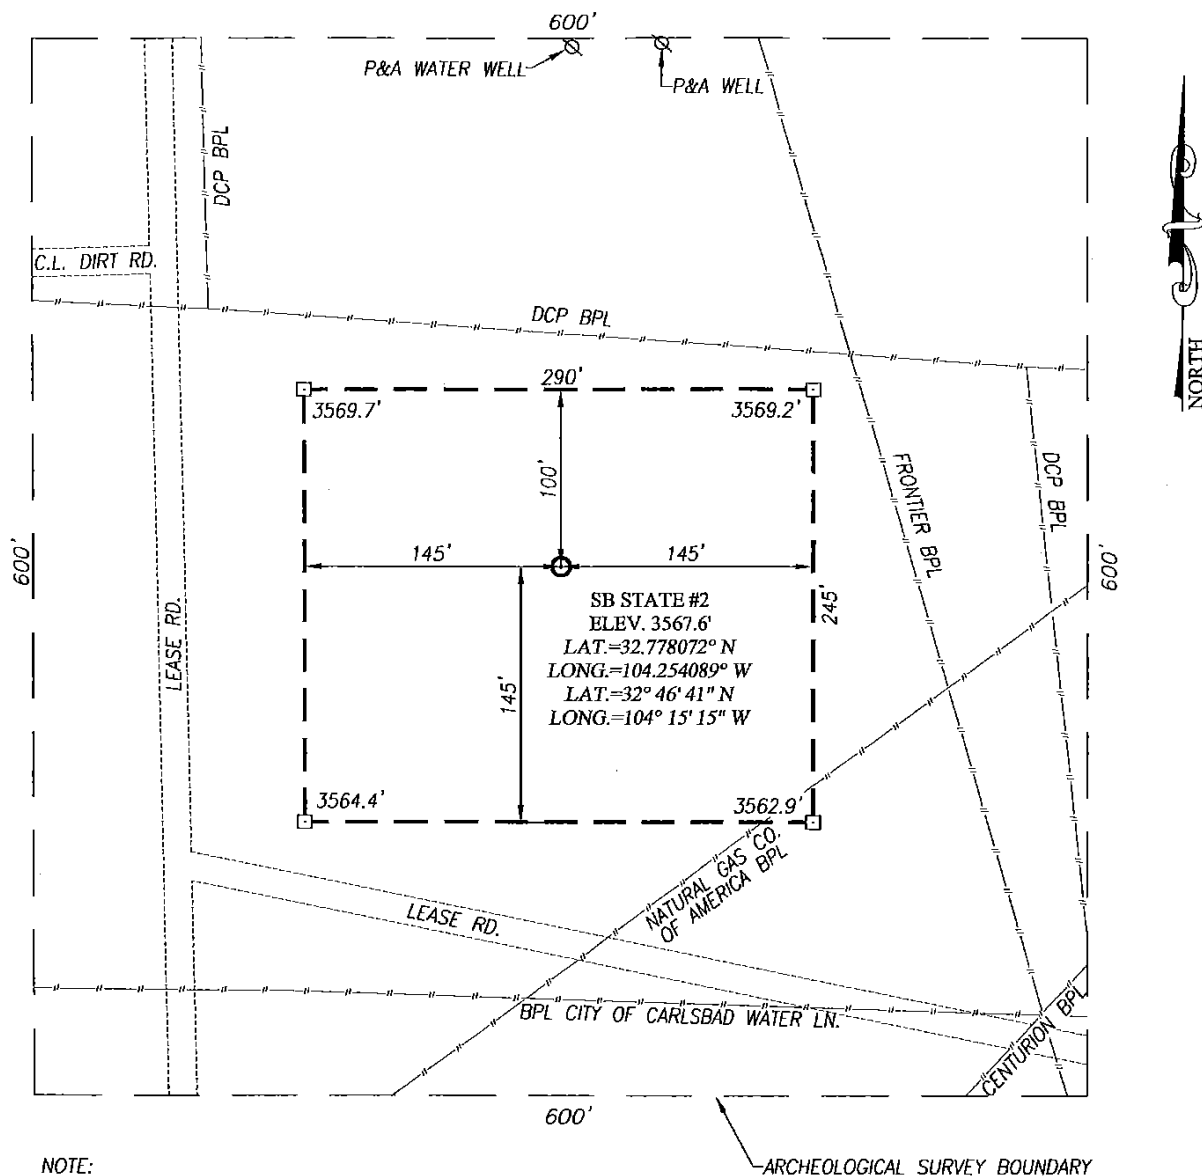 600'
P&A WATER WELL
P&A WELL
DCP BPL
C.L. DIRT RD.
DCP BPL
NORTH
290'
3569.7'
3569.2'
100'
FRONTIER BPL
DCP BPL
145'
145'
600'
600'
SB STATE #2
ELEV. 3567.6'
LAT.=32.778072° N
LONG.=104.254089° W
LAT.=32° 46' 41" N
LONG.=104° 15' 15" W
245'
LEASE RD.
145'
3564.4'
3562.9'
NATURAL GAS CO.
OF AMERICA BPL
LEASE RD.
BPL CITY OF CARLSBAD WATER LN.
CENTURION BPL
600'
NOTE:
ARCHEOLOGICAL SURVEY BOUNDARY